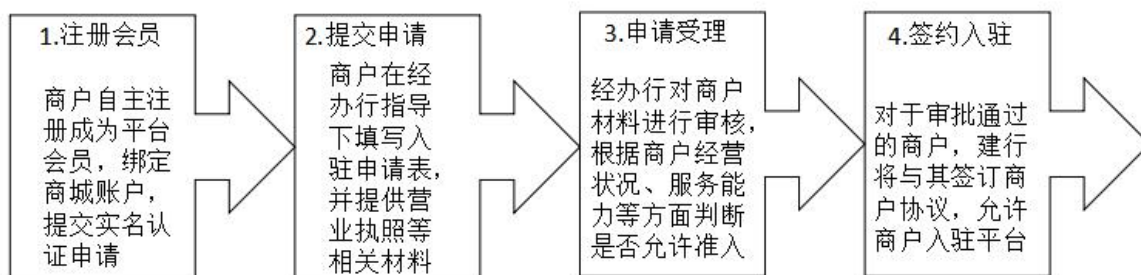 1.注册会员
商户自主注
册成为平台
会员，绑定
商城账户，
提交实名认
证申请
2.提交申请
商户在经
办行指导
下填写入
驻申请表，
并提供营
业执照等
相关材料
3.申请受理
经办行对商户
材料进行审核，
根据商户经营
状况、服务能
力等方面判断
是否允许准入
4.签约入驻
对于审批通过
的商户，建行
将与其签订商
户协议，允许
商户入驻平台